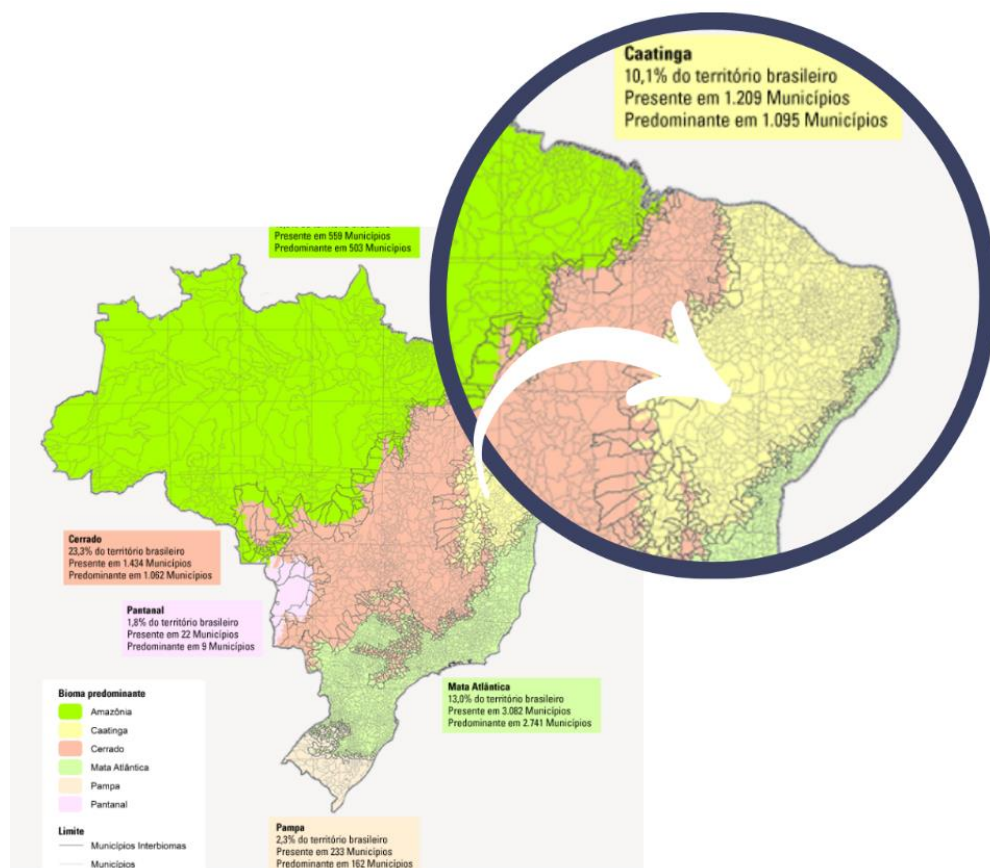 Caatinga
10,1% do território brasileiro
Presente em 1.209 Municípios
Predominante em 1.095 Municípios
Presente em 559 Municípios
Predominante em 503 Municípios
Cerrado
23,3% do território brasileiro
Presente em 1.434 Municípios
Predominante em 1.062 Municípios
Pantanal
1,8% do território brasileiro
Presente em 22 Municípios
Predominante em 9 Municípios
Mata Atlântica
13,0% do território brasileiro
Presente em 3.082 Municípios
Predominante em 2.741 Municípios
Bioma predominante
Amazônia
Caatinga
Cerrado
Mata Atlântica
Pampa
Pantanal
Limite
Municípios Interbiomas
Municípios
Pampa
2,3% do território brasileiro
Presente em 233 Municípios
Predominante em 162 Municípios